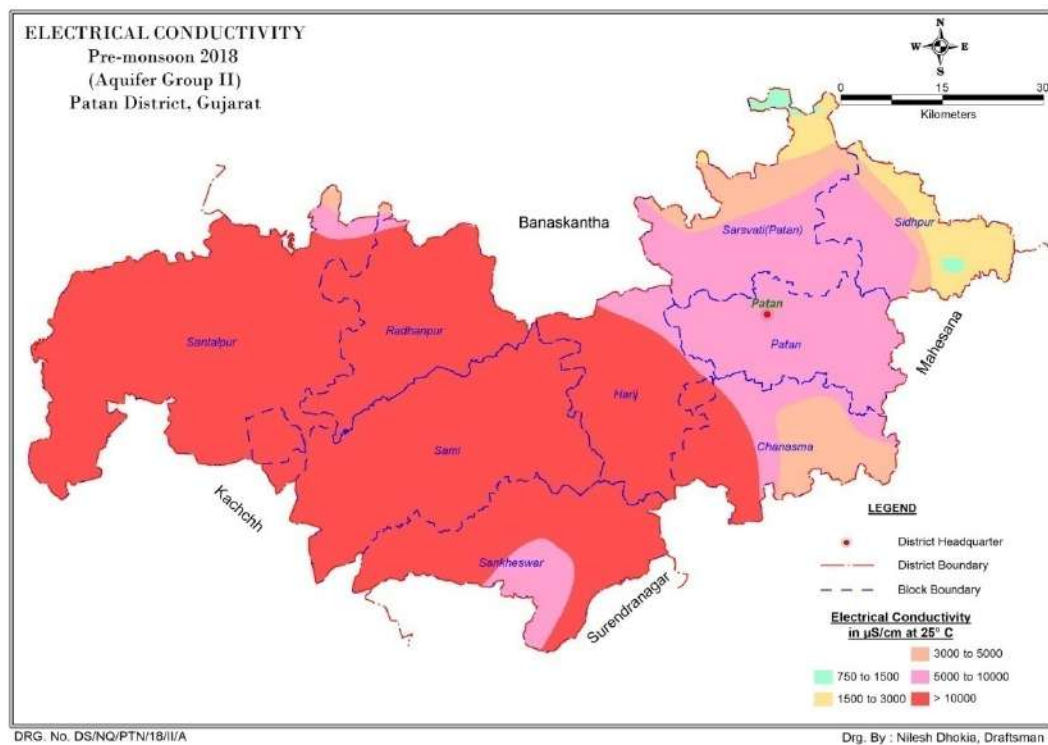 ELECTRICAL CONDUCTIVITY
Pre-monsoon 2018
(Aquifer Group II)
Patan District, Gujarat
N
W E
S
0 15 30
Kilometers
Banaskantha
Sarsvati(Patan)
Sidhpur
Patan
Patan
Mahesana
Santalpur
Radhanpur
Harij
Chanasma
Sami
Kachchh
Sankheswar
Surendranagar
LEGEND
District Headquarter
District Boundary
Block Boundary
Electrical Conductivity
in µS/cm at 25° C
3000 to 5000
750 to 1500 5000 to 10000
1500 to 3000 > 10000
DRG. No. DS/NQ/PTN/18/II/A Drg. By : Nilesh Dhokia, Draftsman